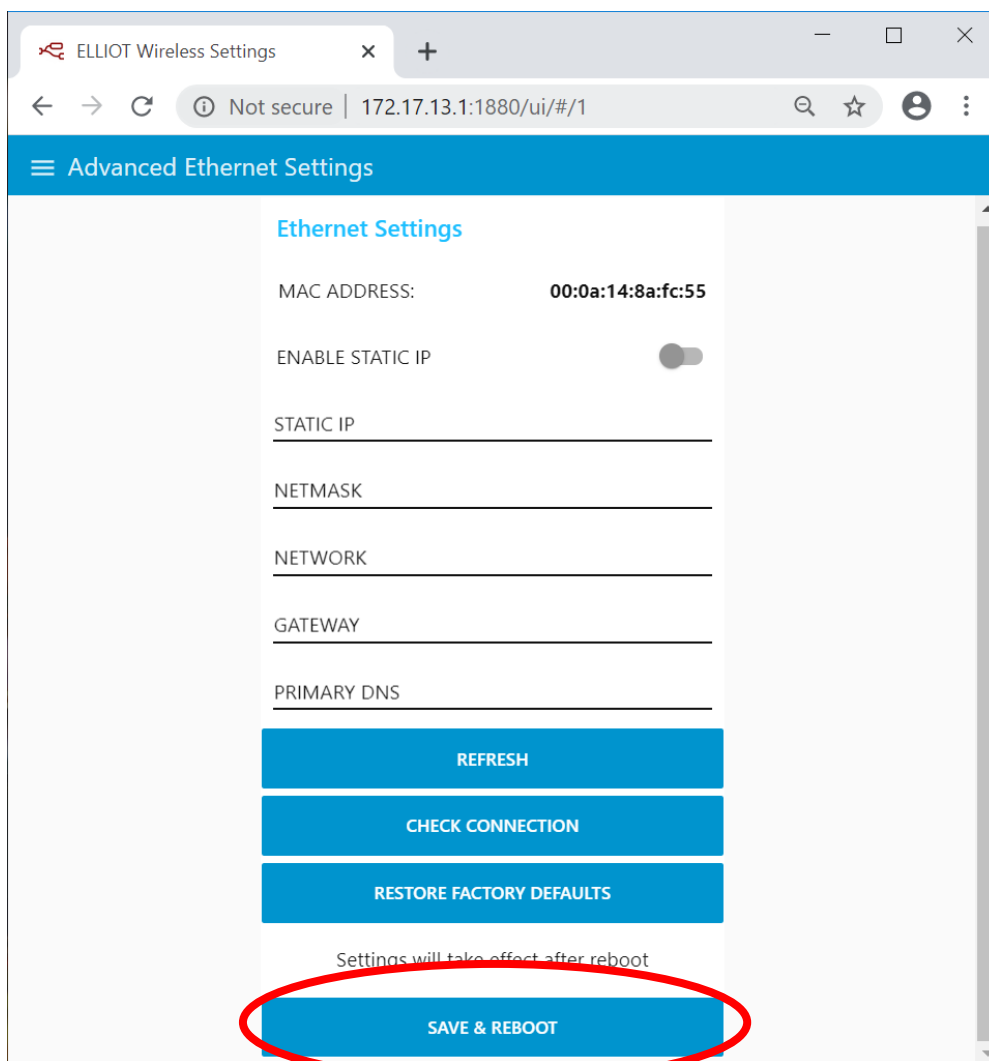 ELLIOT Wireless Settings
Not secure | 172.17.13.1:1880/ui/#/1
Advanced Ethernet Settings
Ethernet Settings
MAC ADDRESS: 00:0a:14:8a:fc:55
ENABLE STATIC IP
STATIC IP
NETMASK
NETWORK
GATEWAY
PRIMARY DNS
REFRESH
CHECK CONNECTION
RESTORE FACTORY DEFAULTS
Settings will take effect after reboot
SAVE & REBOOT